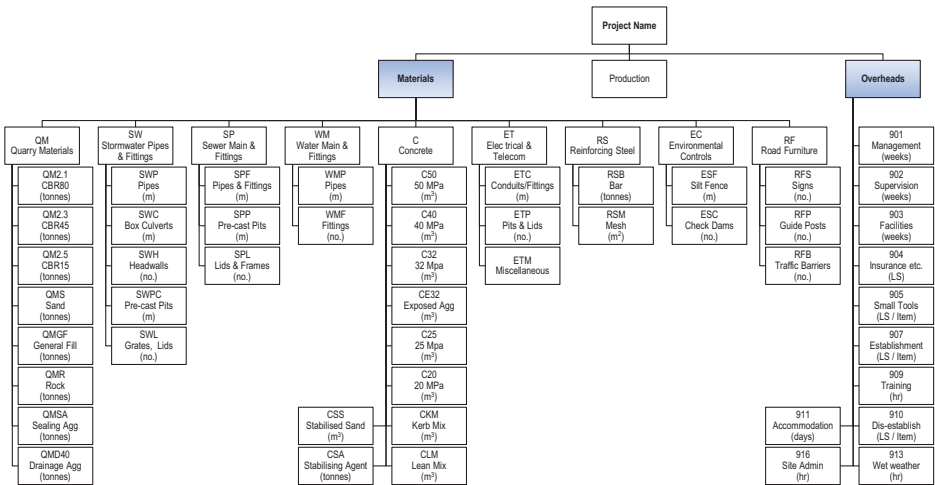 Project Name
Materials
Production
Overheads
QM
Quarry Materials
SW
Stormwater Pipes
& Fittings
SP
Sewer Main &
Fittings
WM
Water Main &
Fittings
C
Concrete
ET
Elec trical &
Telecom
RS
Reinforcing Steel
EC
Environmental
Controls
RF
Road Furniture
QM2.1
CBR80
(tonnes)
QM2.3
CBR45
(tonnes)
QM2.5
CBR15
(tonnes)
QMS
Sand
(tonnes)
QMGF
General Fill
(tonnes)
QMR
Rock
(tonnes)
QMSA
Sealing Agg
(tonnes)
QMD40
Drainage Agg
(tonnes)
SWP
Pipes
(m)
SWC
Box Culverts
(m)
SWH
Headwalls
(no.)
SWPC
Pre-cast Pits
(m)
SWL
Grates, Lids
(no.)
SPF
Pipes & Fittings
(m)
SPP
Pre-cast Pits
(m)
SPL
Lids & Frames
(no.)
WMP
Pipes
(m)
WMF
Fittings
(no.)
C50
50 MPa
(m³)
C40
40 MPa
(m³)
C32
32 Mpa
(m³)
CE32
Exposed Agg
(m³)
C25
25 Mpa
(m³)
C20
20 MPa
(m³)
CSS
Stabilised Sand
(m³)
CKM
Kerb Mix
(m³)
CSA
Stabilising Agent
(tonnes)
CLM
Lean Mix
(m³)
ETC
Conduits/Fittings
(m)
ETP
Pits & Lids
(no.)
ETM
Miscellaneous
RSB
Bar
(tonnes)
RSM
Mesh
(m²)
ESF
Silt Fence
(m)
ESC
Check Dams
(no.)
RFS
Signs
(no.)
RFP
Guide Posts
(no.)
RFB
Traffic Barriers
(no.)
901
Management
(weeks)
902
Supervision
(weeks)
903
Facilities
(weeks)
904
Insurance etc.
(LS)
905
Small Tools
(LS / Item)
907
Establishment
(LS / Item)
909
Training
(hr)
911
Accommodation
(days)
910
Dis-establish
(LS / Item)
916
Site Admin
(hr)
913
Wet weather
(hr)